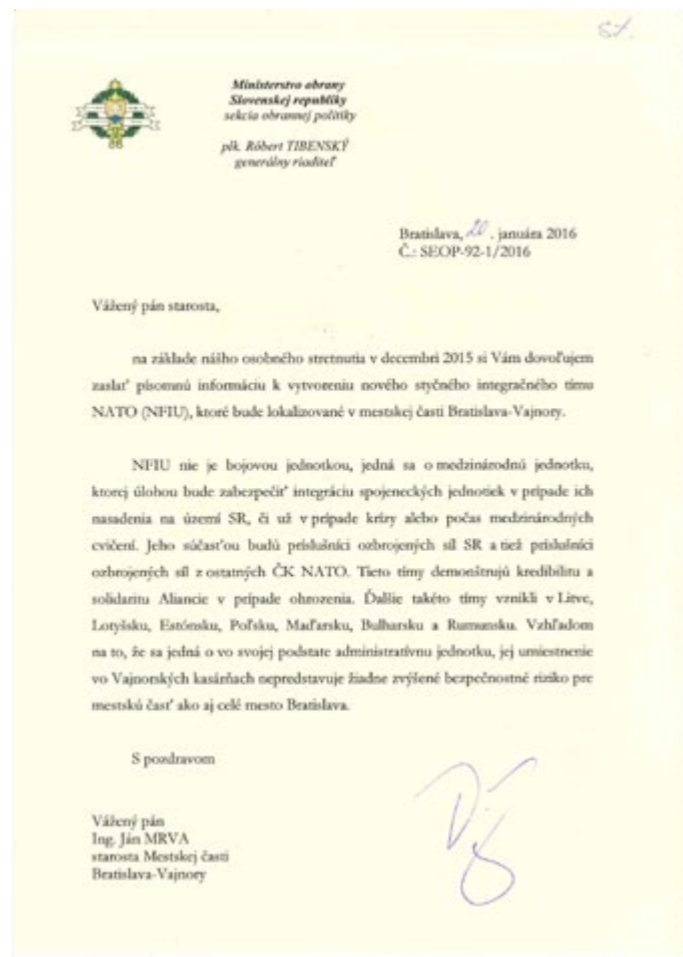 Ministerstvo obrany
Slovenskej republiky
sekcia obrannej politiky
plk. Róbert TIBENSKÝ
generálny riaditeľ
Bratislava, 20. januára 2016
Č.: SEOP-92-1/2016
Vážený pán starosta,
na základe nášho osobného stretnutia v decembri 2015 si Vám dovoľujem
zaslať písomnú informáciu k vytvoreniu nového styčného integračného tímu
NATO (NFIU), ktoré bude lokalizované v mestskej časti Bratislava-Vajnory.
NFIU nie je bojovou jednotkou, jedná sa o medzinárodnú jednotku,
ktorej úlohou bude zabezpečiť integráciu spojeneckých jednotiek v prípade ich
nasadenia na území SR, či už v prípade krízy alebo počas medzinárodných
cvičení. Jeho súčasťou budú príslušníci ozbrojených síl SR a tiež príslušníci
ozbrojených síl z ostatných ČK NATO. Tieto tímy demonštrujú kredibilitu a
solidaritu Aliancie v prípade ohrozenia. Ďalšie takéto tímy vznikli v Litve,
Lotyšsku, Estónsku, Poľsku, Maďarsku, Bulharsku a Rumunsku. Vzhľadom
na to, že sa jedná o vo svojej podstate administratívnu jednotku, jej umiestnenie
vo Vajnorských kasárňach nepredstavuje žiadne zvýšené bezpečnostné riziko pre
mestskú časť ako aj celé mesto Bratislava.
S pozdravom
Vážený pán
Ing. Ján MRVA
starosta Mestskej časti
Bratislava-Vajnory